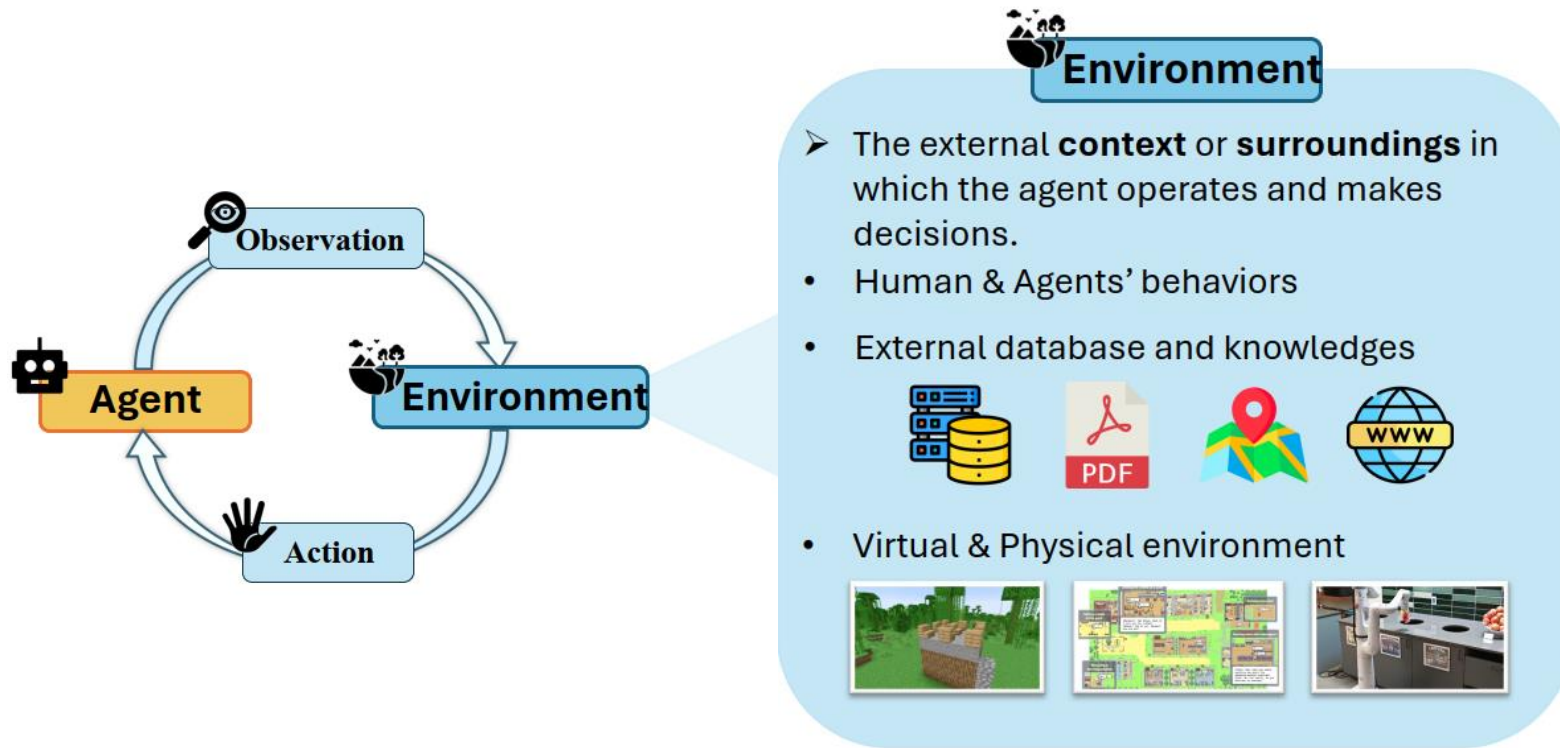 Observation
Agent
Environment
Action
Environment
➢ The external context or surroundings in
which the agent operates and makes
decisions.
• Human & Agents’ behaviors
• External database and knowledges
PDF
WWW
• Virtual & Physical environment